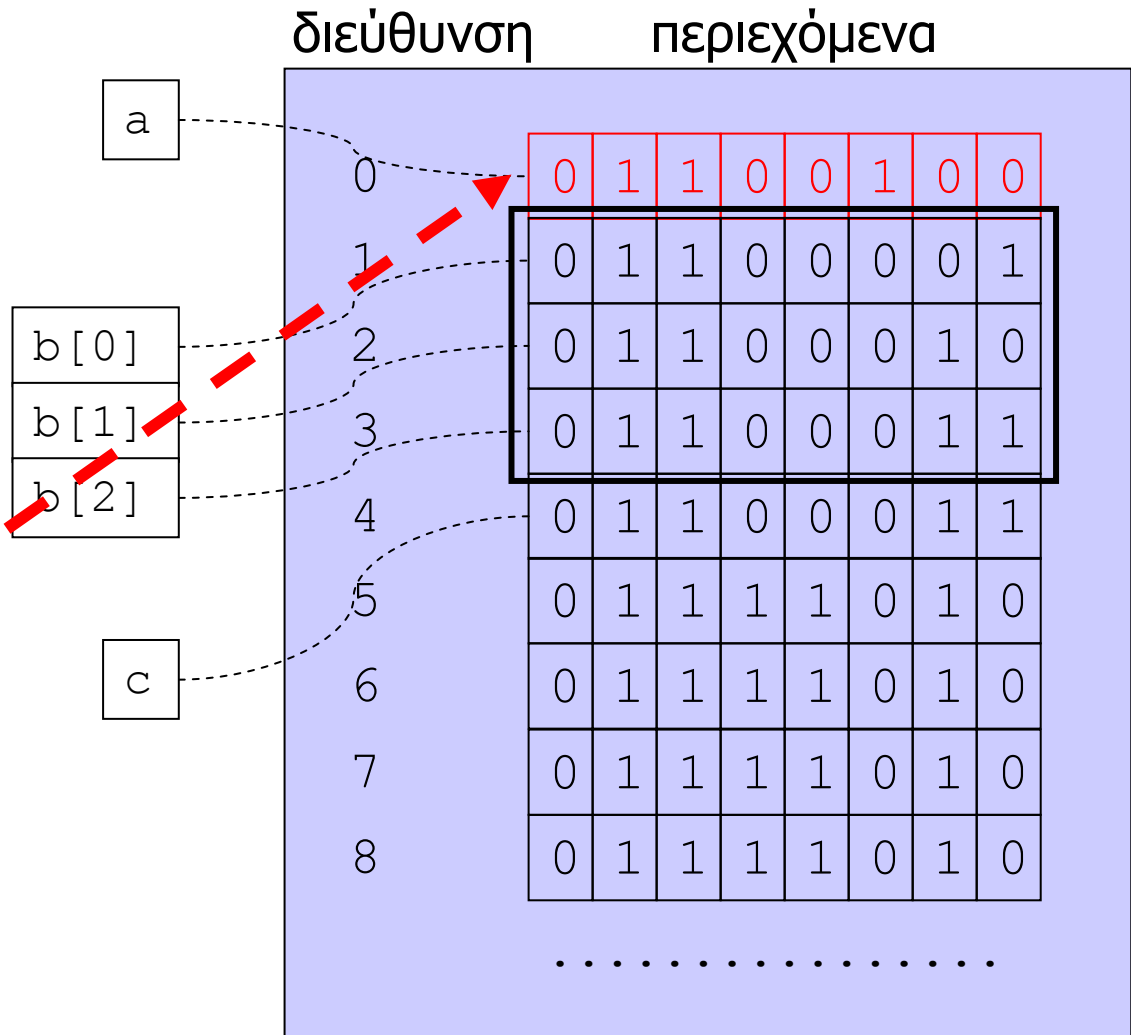 διεύθυνση περιεχόμενα
a
0 0 1 1 0 0 1 0 0
1 0 1 1 0 0 0 0 1
b[0]
2 0 1 1 0 0 0 1 0
b[1]
3 0 1 1 0 0 0 1 1
b[2]
4 0 1 1 0 0 0 1 1
5 0 1 1 1 1 0 1 0
c
6 0 1 1 1 1 0 1 0
7 0 1 1 1 1 0 1 0
8 0 1 1 1 1 0 1 0
................